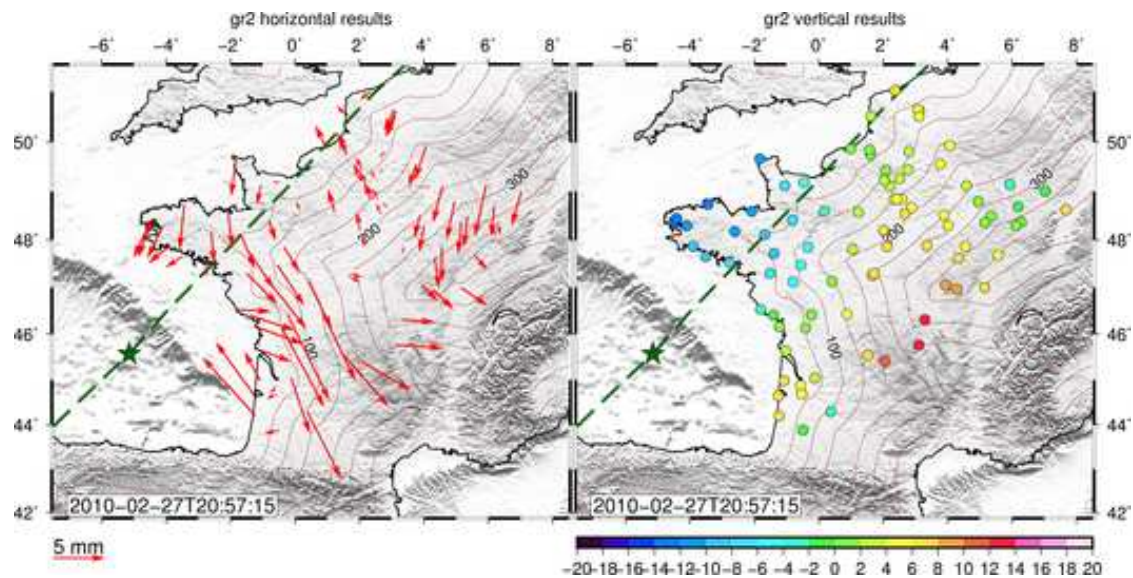 gr2 horizontal results gr2 vertical results
−6˚ −4˚ −2˚ 0˚ 2˚ 4˚ 6˚ 8˚ −6˚ −4˚ −2˚ 0˚ 2˚ 4˚ 6˚ 8˚
50˚ 50˚
300 300
48˚ 48˚
200 200
46˚ 46˚
100 100
44˚ 44˚
2010−02−27T20:57:15 2010−02−27T20:57:15
42˚ 42˚
5 mm
−20−18−16−14−12−10−8 −6 −4 −2 0 2 4 6 8 10 12 14 16 18 20